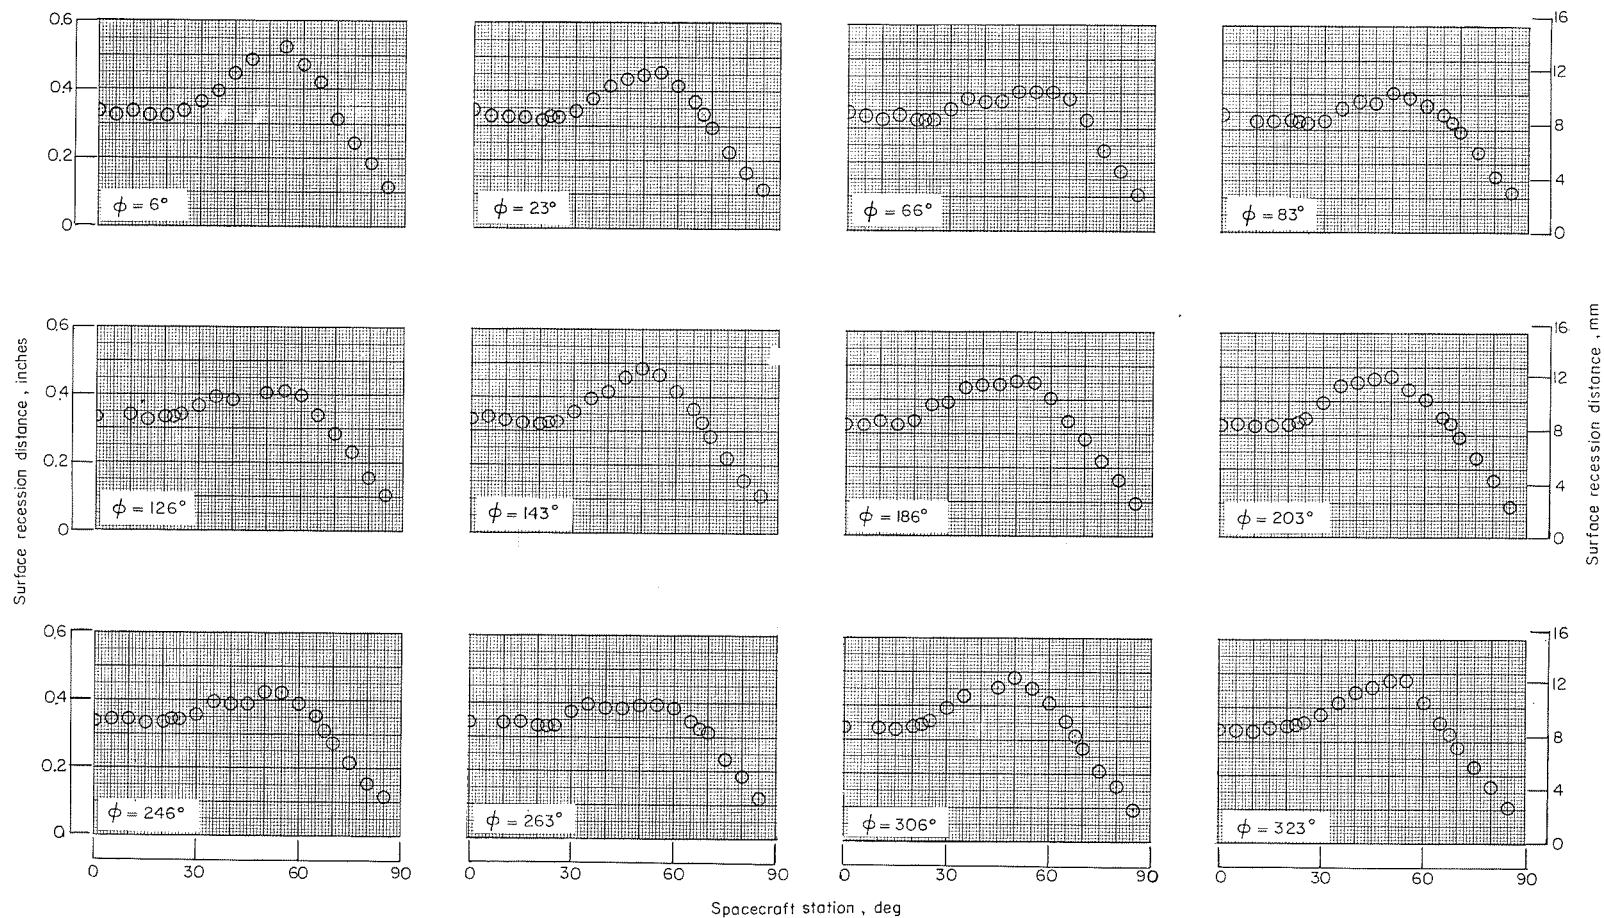 0.6
0.4
0.2
0
ϕ = 6°
ϕ = 23°
ϕ = 66°
ϕ = 83°
16
12
8
4
0
Surface recession distance, inches
0.6
0.4
0.2
0
ϕ = 126°
ϕ = 143°
ϕ = 186°
ϕ = 203°
16
12
8
4
0
Surface recession distance, mm
0.6
0.4
0.2
0
ϕ = 246°
ϕ = 263°
ϕ = 306°
ϕ = 323°
16
12
8
4
0
0 30 60 90
0 30 60 90
0 30 60 90
0 30 60 90
Spacecraft station, deg